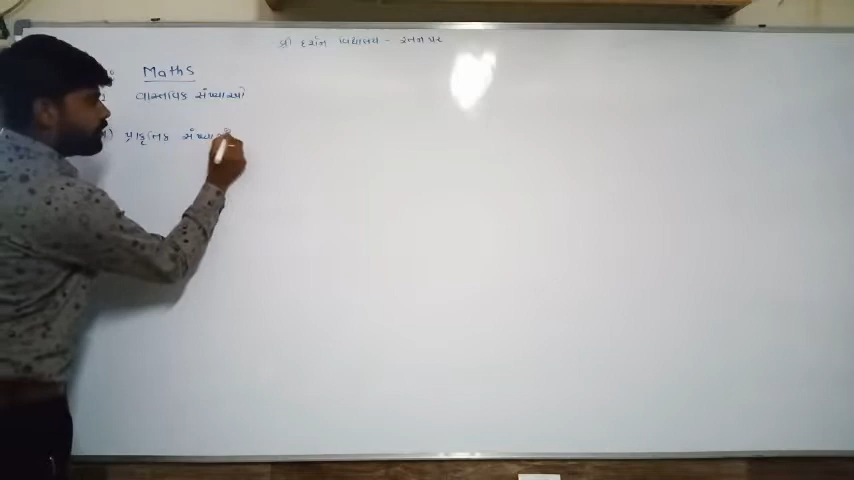 શ્રી દર્શન વિદ્યાલય - રતનપર
Maths
વાસ્તવિક સંખ્યાઓ
પ્રાકૃતિક સંખ્યા